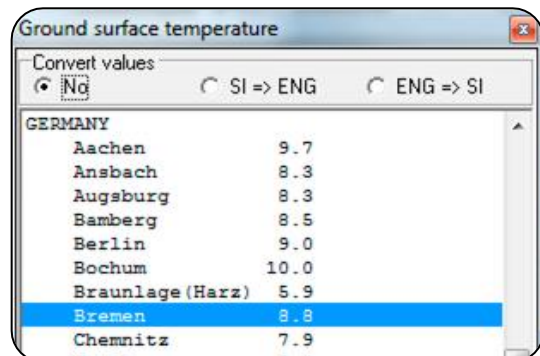 Ground surface temperature
Convert values
No SI => ENG ENG => SI
GERMANY
Aachen 9.7
Ansbach 8.3
Augsburg 8.3
Bamberg 8.5
Berlin 9.0
Bochum 10.0
Braunlage(Harz) 5.9
Bremen 8.8
Chemnitz 7.9